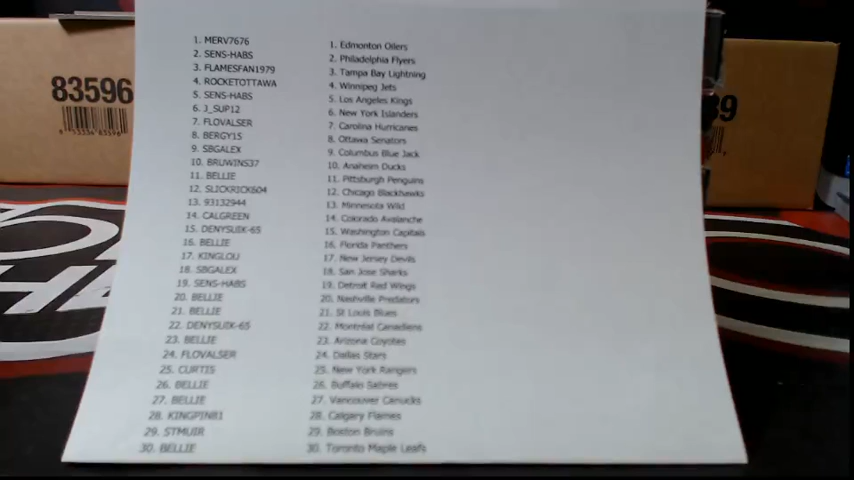 83596
1. MERV7676 1. Edmonton Oilers
2. SENS-HABS 2. Philadelphia Flyers
3. FLAMESFAN1979 3. Tampa Bay Lightning
4. ROCKETOTTAWA 4. Winnipeg Jets
5. SENS-HABS 5. Los Angeles Kings
6. J_SUP12 6. New York Islanders
7. FLOVALSER 7. Carolina Hurricanes
8. BERGY15 8. Ottawa Senators
9. SBGALEX 9. Columbus Blue Jack
10. BRUWINS37 10. Anaheim Ducks
11. BELLIE 11. Pittsburgh Penguins
12. SLICKRICK604 12. Chicago Blackhawks
13. 93132944 13. Minnesota Wild
14. CALGREEN 14. Colorado Avalanche
15. DENYSUIK-65 15. Washington Capitals
16. BELLIE 16. Florida Panthers
17. KINGLOU 17. New Jersey Devils
18. SBGALEX 18. San Jose Sharks
19. SENS-HABS 19. Detroit Red Wings
20. BELLIE 20. Nashville Predators
21. BELLIE 21. St Louis Blues
22. DENYSUIK-65 22. Montréal Canadiens
23. BELLIE 23. Arizona Coyotes
24. FLOVALSER 24. Dallas Stars
25. CURTIS 25. New York Rangers
26. BELLIE 26. Buffalo Sabres
27. BELLIE 27. Vancouver Canucks
28. KINGPIN81 28. Calgary Flames
29. STMUIR 29. Boston Bruins
30. BELLIE 30. Toronto Maple Leafs